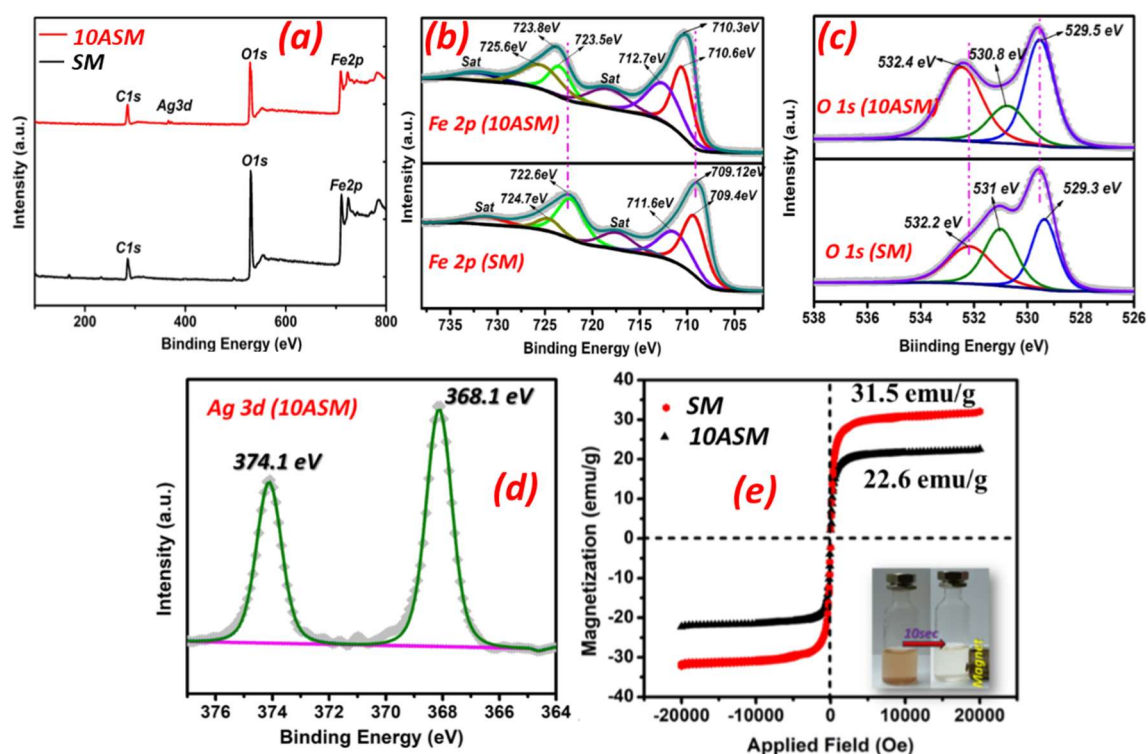 (a)
10ASM
SM
O1s
Fe2p
C1s
Ag3d
O1s
Fe2p
C1s
Intensity (a.u.)
200 400 600 800
Binding Energy (eV)
(b)
723.8eV
725.6eV
723.5eV
710.3eV
710.6eV
712.7eV
Sat
Sat
Fe 2p (10ASM)
722.6eV
724.7eV
709.12eV
709.4eV
711.6eV
Sat
Sat
Fe 2p (SM)
Intensity (a.u.)
735 730 725 720 715 710 705
Binding Energy (eV)
(c)
529.5 eV
530.8 eV
532.4 eV
O 1s (10ASM)
529.3 eV
531 eV
532.2 eV
O 1s (SM)
Intensity (a.u.)
538 536 534 532 530 528 526
Biinding Energy (eV)
Ag 3d (10ASM)
368.1 eV
374.1 eV
(d)
Intensity (a.u.)
376 374 372 370 368 366 364
Binding Energy (eV)
40
30
20
10
0
-10
-20
-30
-40
Magnetization (emu/g)
SM
10ASM
31.5 emu/g
22.6 emu/g
(e)
10sec
Magnet
-20000 -10000 0 10000 20000
Applied Field (Oe)